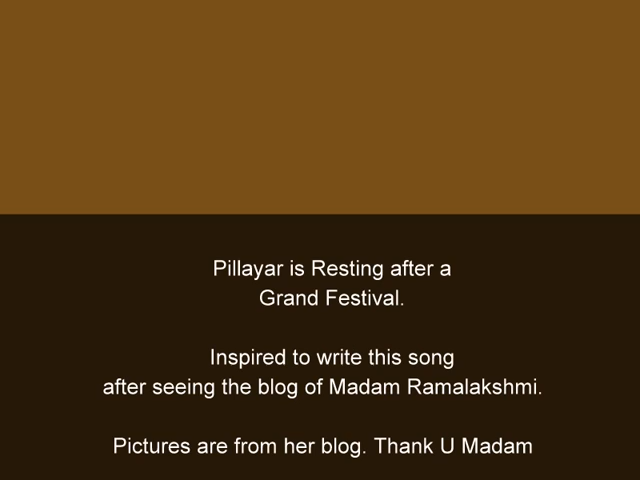 Pillayar is Resting after a
Grand Festival.
Inspired to write this song
after seeing the blog of Madam Ramalakshmi.
Pictures are from her blog. Thank U Madam